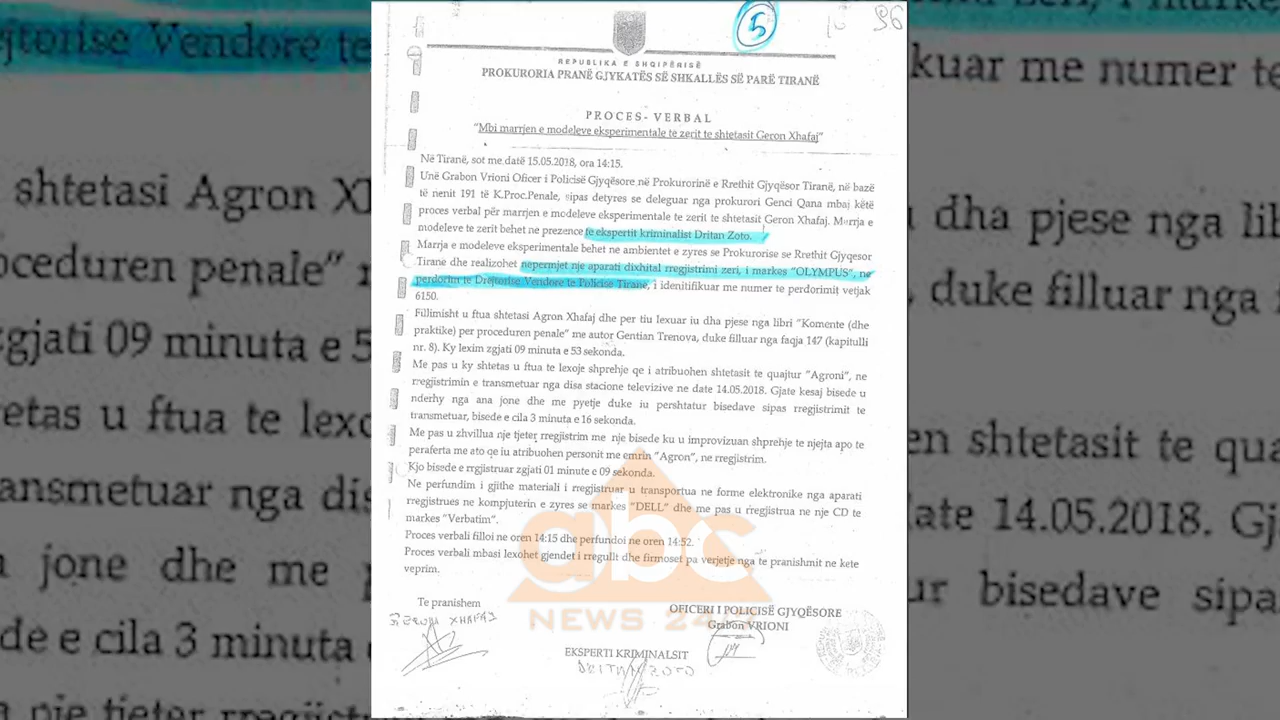 5
96
REPUBLIKA E SHQIPËRISË
PROKURORIA PRANË GJYKATËS SË SHKALLËS SË PARË TIRANË
PROCES- VERBAL
"Mbi marrjen e modeleve eksperimentale të zerit te shtetasit Geron Xhafaj"
Në Tiranë, sot me datë 15.05.2018, ora 14:15.
Unë Grabon Vrioni Oficer i Policisë Gjyqësore në Prokurorinë e Rrethit Gjyqësor Tiranë, në bazë
të nenit 191 të K.Proc.Penale, sipas detyres se deleguar nga prokurori Genci Qana mbaj këtë
proces verbal për marrjen e modeleve eksperimentale te zerit te shtetasit Geron Xhafaj. Marrja e
modeleve te zerit behet ne prezence te ekspertit kriminalist Dritan Zoto.
Marrja e modeleve eksperimentale behet ne ambientet e zyres se Prokurorise se Rrethit Gjyqesor
Tirane dhe realizohet nepermjet nje aparati dixhital rregjistrimi zeri, i markes "OLYMPUS", ne
perdorim te Drejtorise Vendore te Policise Tiranë, i idenitifikuar me numer te perdorimit vetjak
6150.
Fillimisht u ftua shtetasi Agron Xhafaj dhe per tiu lexuar iu dha pjese nga libri "Komente (dhe
praktike) per proceduren penale" me autor Gentian Trenova, duke filluar nga faqja 147 (kapitulli
nr. 8). Ky lexim zgjati 09 minuta e 53 sekonda.
Me pas u ky shtetas u ftua te lexoje shprehje qe i atribuohen shtetasit te quajtur "Agroni", ne
rregjistrimin e transmetuar nga disa stacione televizive ne date 14.05.2018. Gjate kesaj bisede u
nderhy nga ana jone dhe me pyetje duke iu pershtatur bisedave sipas rregjistrimit te
transmetuar, bisede e cila 3 minuta e 16 sekonda.
Me pas u zhvillua nje tjeter rregjistrim me nje bisede ku u improvizuan shprehje te njejta apo te
peraferta me ato qe iu atribuohen personit me emrin "Agron", ne rregjistrim.
Kjo bisede e rrgjistruar zgjati 01 minute e 09 sekonda.
Ne perfundim i gjithe materiali i rregjistruar u transportua ne forme elektronike nga aparati
rregjistrues ne kompjuterin e zyres se markes "DELL" dhe me pas u rregjistrua ne nje CD te
markes "Verbatim".
Proces verbali filloi ne oren 14:15 dhe perfundoi ne oren 14:52.
Proces verbali mbasi lexohet gjendet i rregullt dhe firmoset pa verjetje nga te pranishmit ne kete
veprim.
abc
NEWS 24
Te pranishem
GERON XHAFAJ
OFICERI I POLICISË GJYQËSORE
Grabon VRIONI
EKSPERTI KRIMINALSIT
DRITAN ZOTO